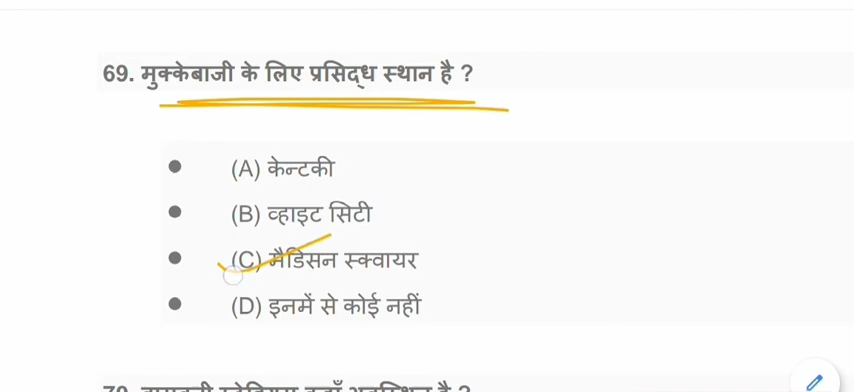 69. मुक्केबाजी के लिए प्रसिद्ध स्थान है ?
(A) केन्टकी
(B) व्हाइट सिटी
(C) मैडिसन स्क्वायर
(D) इनमें से कोई नहीं